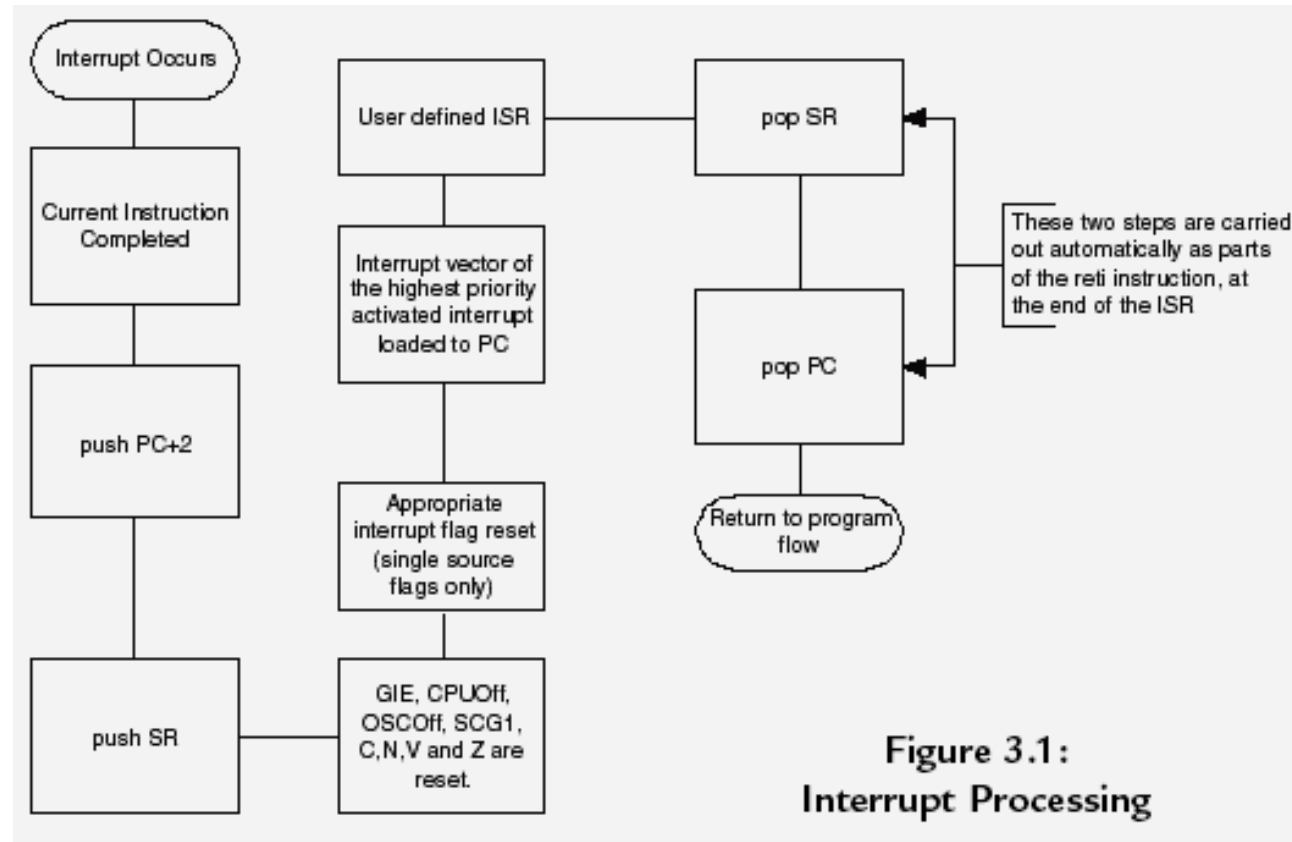 Interrupt Occurs
Current Instruction
Completed
push PC+2
push SR
GIE, CPUOff,
OSCOff, SCG1,
C,N,V and Z are
reset.
Appropriate
interrupt flag reset
(single source
flags only)
Interrupt vector of
the highest priority
activated interrupt
loaded to PC
User defined ISR
pop SR
pop PC
These two steps are carried
out automatically as parts
of the reti instruction, at
the end of the ISR
Return to program
flow
Figure 3.1:
Interrupt Processing